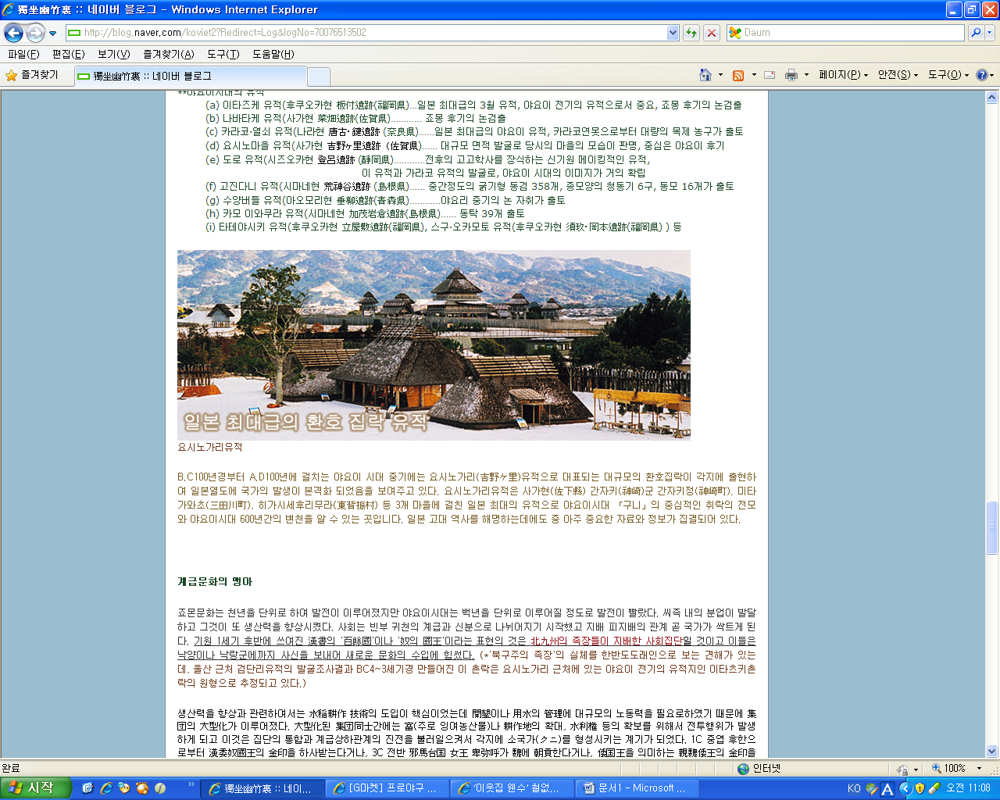 獨坐幽竹裏 :: 네이버 블로그 - Windows Internet Explorer
http://blog.naver.com/koviet2?Redirect=Log&logNo=70076513502
Daum
파일(F) 편집(E) 보기(V) 즐겨찾기(A) 도구(T) 도움말(H)
즐겨찾기 獨坐幽竹裏 :: 네이버 블로그 페이지(P) 안전(S) 도구(O)
**야요이시대의 유적
(a) 이타즈케 유적(후쿠오카현 板付遺跡(福岡県)...일본 최대급의 3월 유적, 야요이 전기의 유적으로서 중요, 죠몽 후기의 논검출
(b) 나바타케 유적(사가현 菜畑遺跡(佐賀県)............ 죠몽 후기의 논검출
(c) 카라코·열쇠 유적(나라현 唐古·鍵遺跡 (奈良県)......일본 최대급의 야요이 유적, 카라코연못으로부터 대량의 목제 농구가 출토
(d) 요시노마을 유적(사가현 吉野ヶ里遺跡 (佐賀県)...... 대규모 면적 발굴로 당시의 마을의 모습이 판명, 중심은 야요이 후기
(e) 도로 유적(시즈오카현 登呂遺跡 (静岡県)............전후의 고고학사를 장식하는 신기원 메이킹적인 유적,
이 유적과 가라코 유적의 발굴로, 야요이 시대의 이미지가 거의 확립
(f) 고진다니 유적(시마네현 荒神谷遺跡 (島根県)...... 중간정도의 굵기형 동검 358개, 종모양의 청동기 6구, 동모 16개가 출토
(g) 수양버들 유적(아오모리현 垂柳遺跡(青森県)............야요리 중기의 논 자취가 출토
(h) 카모 이와쿠라 유적(시마네현 加茂岩倉遺跡(島根県)...... 동탁 39개 출토
(i) 타테야시키 유적(후쿠오카현 立屋敷遺跡(福岡県), 스구·오카모토 유적(후쿠오카현 須玖·岡本遺跡(福岡県) ) 등
일본 최대급의 환호 집락 유적
요시노가리유적
B.C100년경부터 A.D100년에 걸치는 야요이 시대 중기에는 요시노가리(吉野ヶ里)유적으로 대표되는 대규모의 환호집락이 각지에 출현하
여 일본열도에 국가의 발생이 본격화 되었음을 보여주고 있다. 요시노가리유적은 사가현(佐下縣) 간자키(神崎)군 간자키정(神崎町), 미타
가와초(三田川町), 히가시세후리무라(東背振村) 등 3개 마을에 걸친 일본 최대의 유적으로 야요이시대 「구니」의 중심적인 취락의 전모
와 야요이시대 600년간의 변천을 알 수 있는 곳입니다. 일본 고대 역사를 해명하는데에도 중 아주 중요한 자료와 정보가 집결되어 있다.
계급문화의 맹아
죠몬문화는 천년을 단위로 하여 발전이 이루어졌지만 야요이시대는 백년을 단위로 이루어질 정도로 발전이 빨랐다. 씨족 내의 분업이 발달
하고 그것이 또 생산력을 향상시켰다. 사회는 빈부 귀천의 계급과 신분으로 나뉘어지기 시작했고 지배 피지배의 관계 곧 국가가 싹트게 된
다. 기원 1세기 후반에 쓰여진 漢書의 '百餘國'이나 '奴의 國王'이라는 표현의 것은 北九州의 족장들이 지배한 사회집단일 것이고 이들은
낙양이나 낙랑군에까지 사신을 보내어 새로운 문화의 수입에 힘썼다. (*'북구주의 족장'의 실체를 한반도도래인으로 보는 견해가 있는
데, 울산 근처 검단리유적의 발굴조사결과 BC4~3세기경 만들어진 이 촌락은 요시노가리 근처에 있는 야요이 전기의 유적지인 이타츠키촌
락의 원형으로 추정되고 있다.)
생산력을 향상과 관련하여서는 水稲耕作 技術의 도입이 핵심이었는데 開墾이나 用水의 管理에 대규모의 노동력을 필요로하였기 때문에 集
団의 大型化가 이루어졌다. 大型化된 集団同士간에는 富(주로 잉여농산물)나 耕作地의 확대, 水利權 등의 확보를 위해서 전투행위가 발생
하게 되고 이것은 집단의 통합과 계급상하관계의 진전을 불러일으켜서 각지에 소국가(クニ)를 형성시키는 계기가 되었다. 1C 중엽 후한으
로부터 漢委奴國王의 金印을 하사받는다거나, 3C 전반 邪馬台国 女王 卑弥呼가 魏에 朝貢한다거나, 倭国王을 의미하는 親魏倭王의 金印을
완료 인터넷 100%
시작 獨坐幽竹裏 :: 네이... [G마켓] 프로야구 ... '이웃집 웬수' 철없... 문서1 - Microsoft ... KO A 오전 11:08